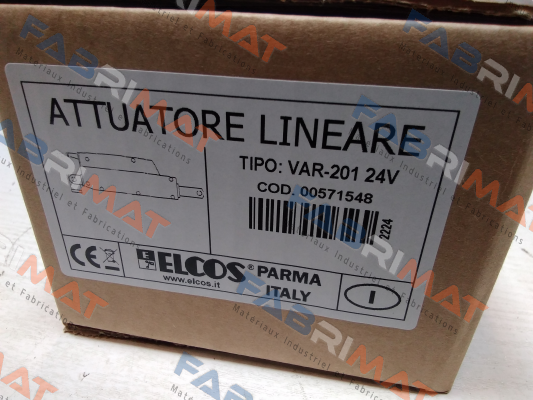 ATTUATORE LINEARE
TIPO: VAR-201 24V
COD. 00571548
2224
CE
E ELCOS® PARMA
www.elcos.it ITALY
I
FABRIMAT
Matériaux Industriel et Fabrications